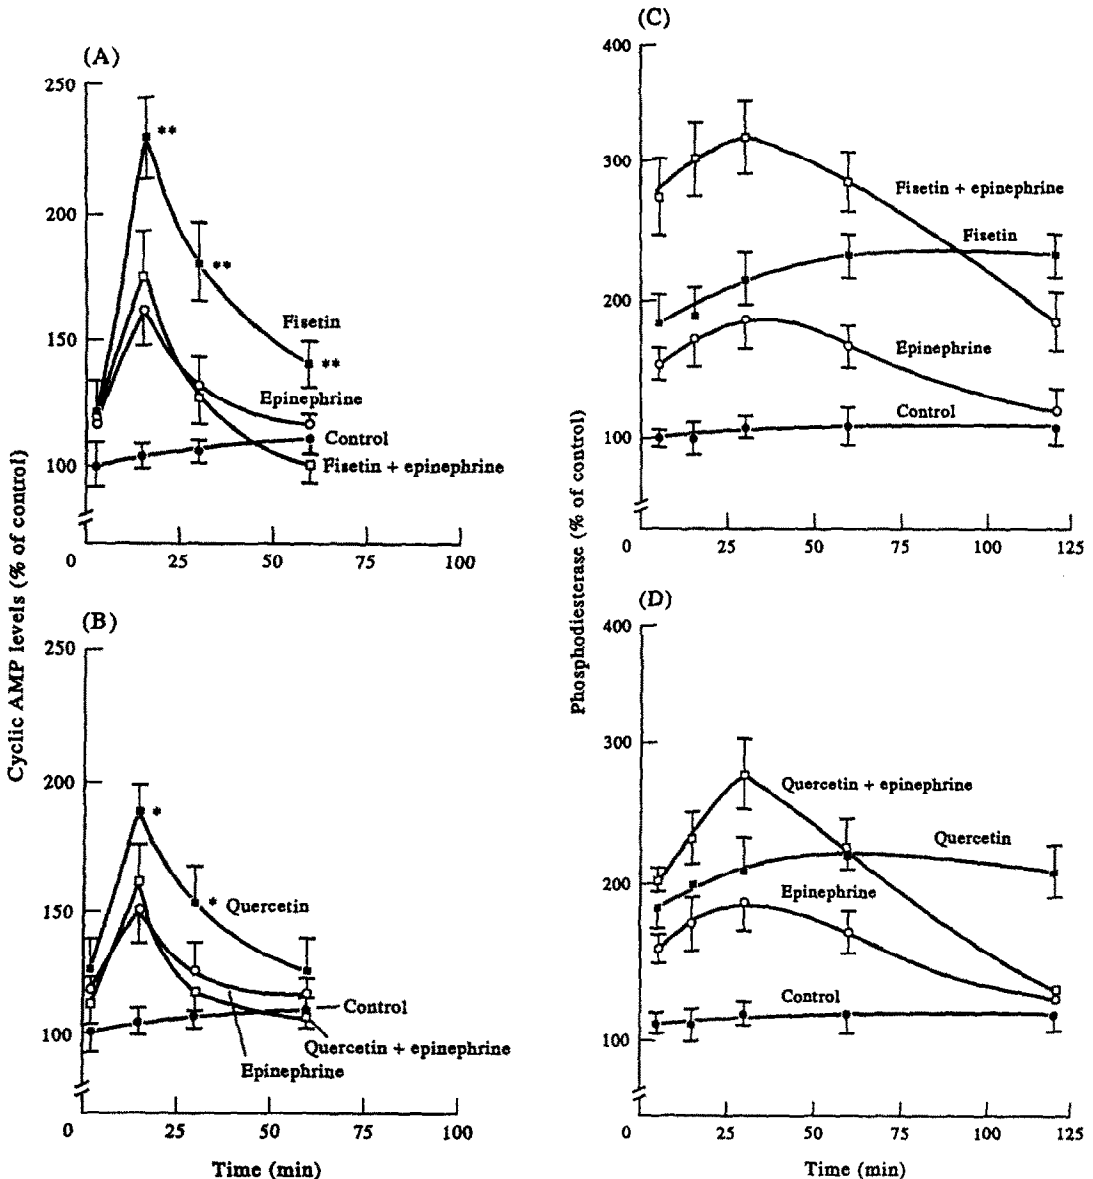 (A)
250
200
150
100
**
**
**
Fisetin
Epinephrine
Control
Fisetin + epinephrine
0
25
50
75
100
(B)
250
200
150
100
*
*
Quercetin
Control
Quercetin + epinephrine
Epinephrine
0
25
50
75
100
Time (min)
Cyclic AMP levels (% of control)
(C)
400
300
200
100
Fisetin + epinephrine
Fisetin
Epinephrine
Control
0
25
50
75
100
125
(D)
400
300
200
100
Quercetin + epinephrine
Quercetin
Epinephrine
Control
0
25
50
75
100
125
Time (min)
Phosphodiesterase (% of control)